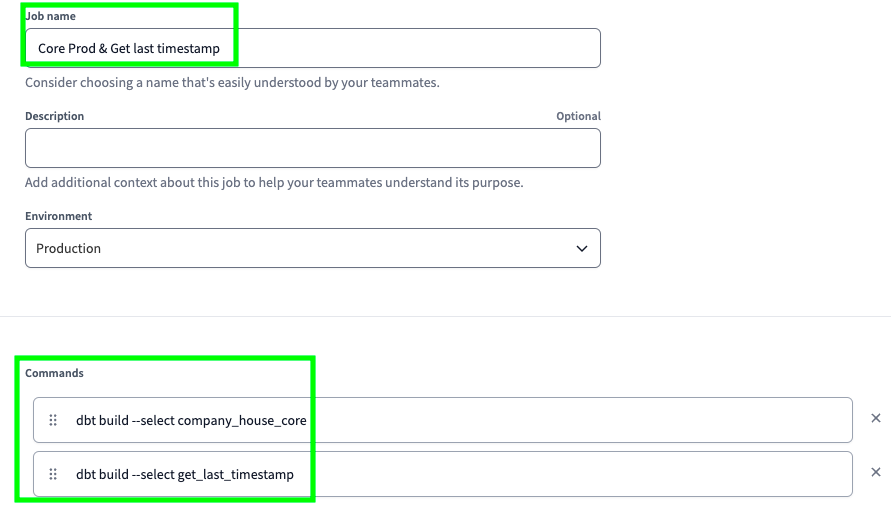 Job name
Core Prod & Get last timestamp
Consider choosing a name that's easily understood by your teammates.
Description Optional
Add additional context about this job to help your teammates understand its purpose.
Environment
Production
Commands
dbt build --select company_house_core
dbt build --select get_last_timestamp